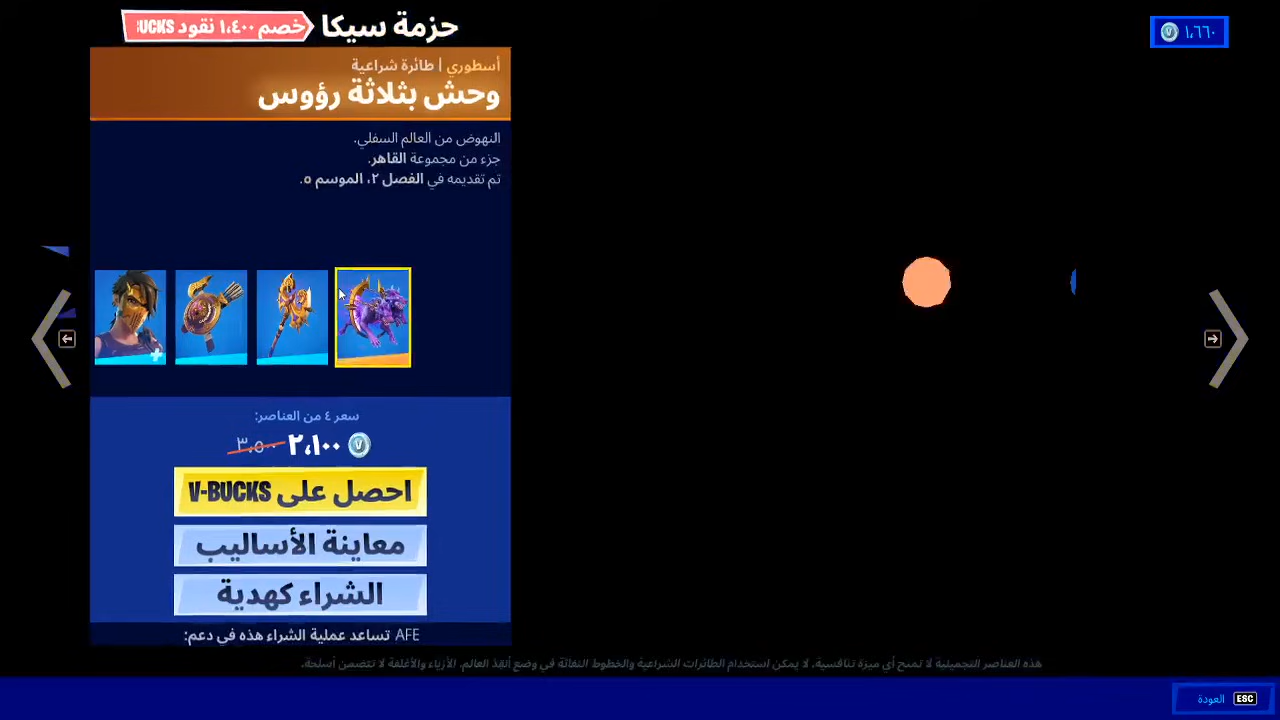 حزمة سيكا
خصم ١،٤٠٠ نقود
١،٦٦٠
أسطوري | طائرة شراعية
وحش بثلاثة رؤوس
النهوض من العالم السفلي.
جزء من مجموعة القاهر.
تم تقديمه في الفصل ٢، الموسم ٥.
سعر ٤ من العناصر:
٢،١٠٠ ٣،٥٠٠
احصل على V-BUCKS
معاينة الأساليب
الشراء كهدية
AFE تساعد عملية الشراء هذه في دعم:
هذه العناصر التجميلية لا تمنح أي ميزة تنافسية. لا يمكن استخدام الطائرات الشراعية والخطوط النفاثة في وضع أنقِذ العالم. الأزياء والأغلفة لا تتضمن أسلحة.
العودة ESC